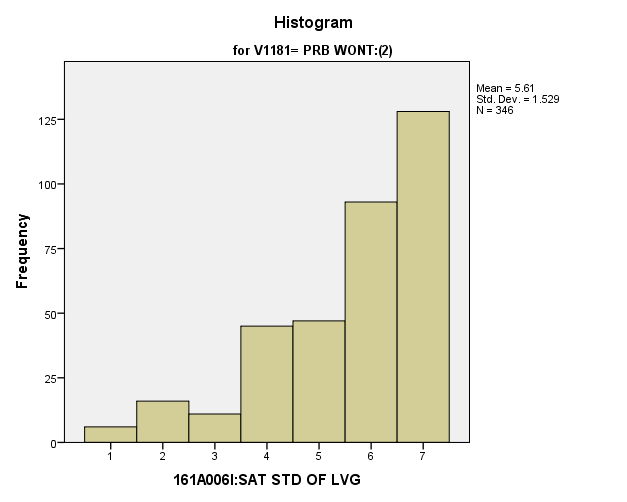 Histogram
for V1181= PRB WONT:(2)
Mean = 5.61
Std. Dev. = 1.529
N = 346
125
100
75
50
25
0
Frequency
1 2 3 4 5 6 7
161A006I:SAT STD OF LVG